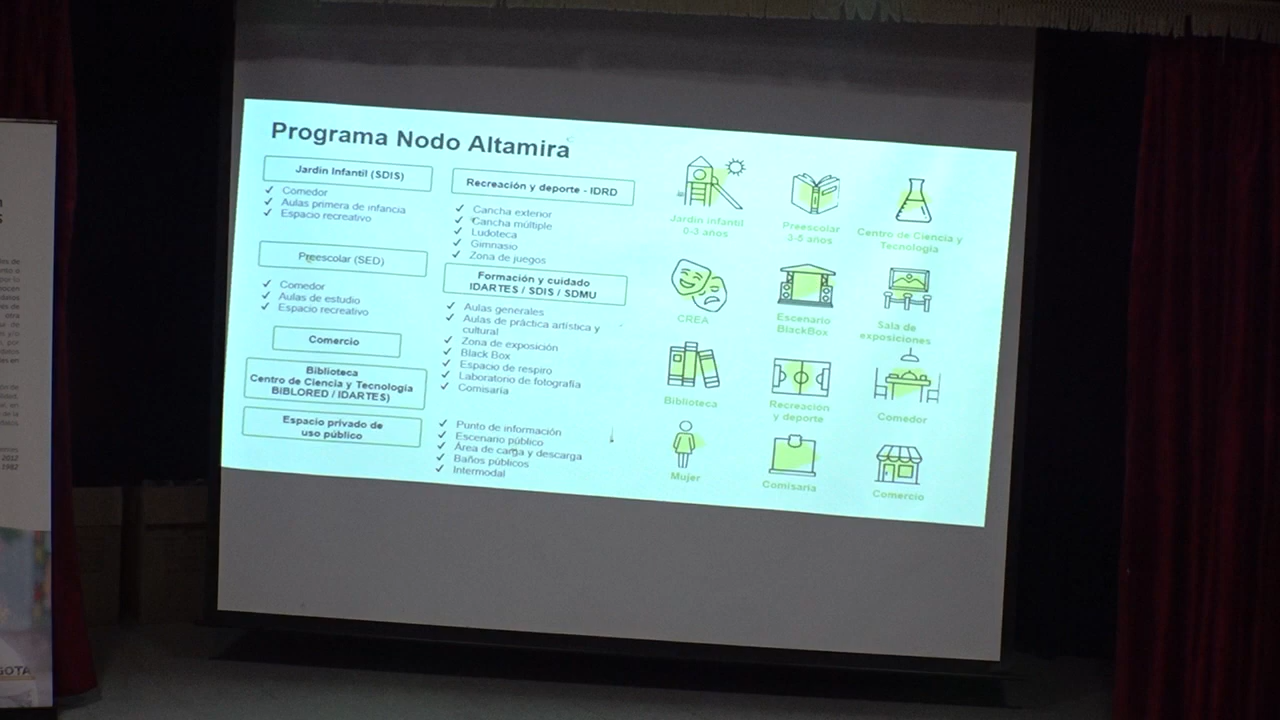 Programa Nodo Altamira
Jardín Infantil (SDIS)
✓ Comedor
✓ Aulas primera de infancia
✓ Espacio recreativo
Preescolar (SED)
✓ Comedor
✓ Aulas de estudio
✓ Espacio recreativo
Comercio
Biblioteca
Centro de Ciencia y Tecnología
BIBLORED / IDARTES)
Espacio privado de
uso público
Recreación y deporte - IDRD
✓ Cancha exterior
✓ Cancha múltiple
✓ Ludoteca
✓ Gimnasio
✓ Zona de juegos
Formación y cuidado
IDARTES / SDIS / SDMU
✓ Aulas generales
✓ Aulas de práctica artística y
cultural
✓ Zona de exposición
✓ Black Box
✓ Espacio de respiro
✓ Laboratorio de fotografía
✓ Comisaría
✓ Punto de información
✓ Escenario público
✓ Área de carga y descarga
✓ Baños públicos
✓ Intermodal
Jardín infantil
0-3 años
Preescolar
3-5 años
Centro de Ciencia y
Tecnología
CREA
Escenario
BlackBox
Sala de
exposiciones
Biblioteca
Recreación
y deporte
Comedor
Mujer
Comisaría
Comercio
2012
1982